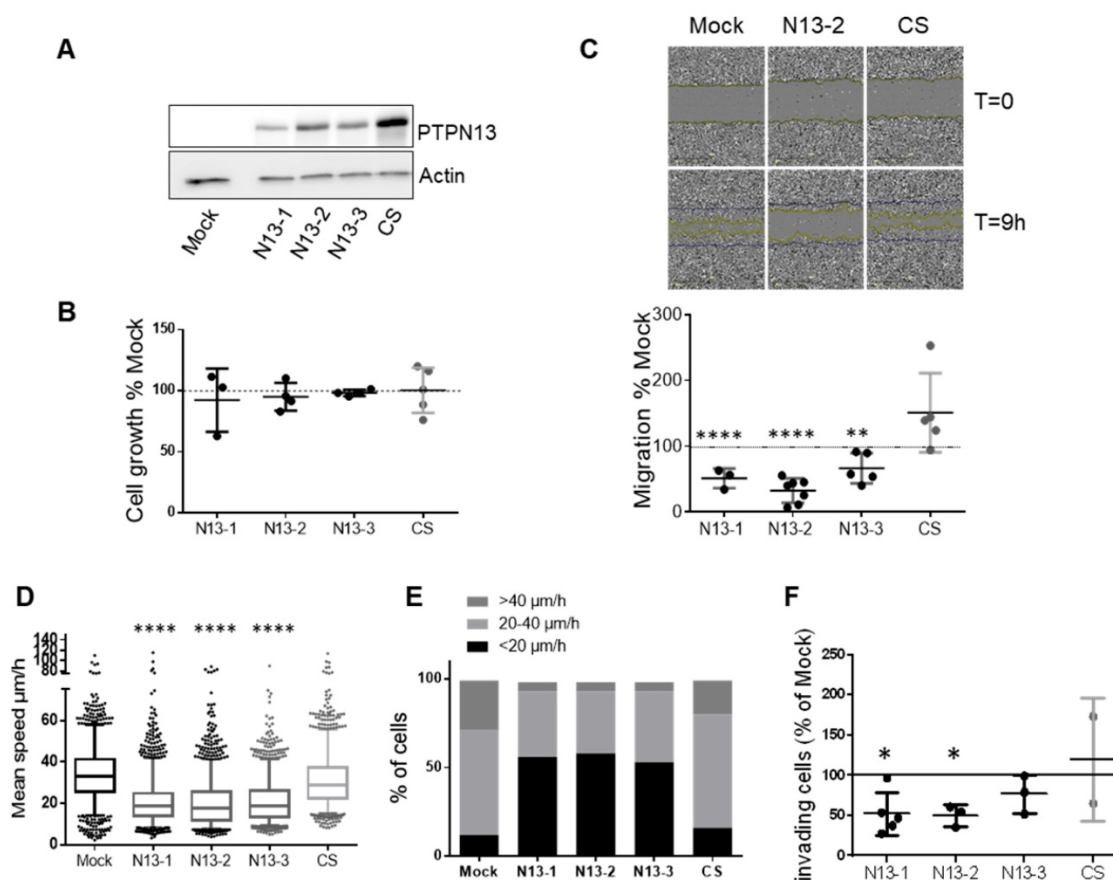 A
PTPN13
Actin
Mock
N13-1
N13-2
N13-3
CS
C
Mock N13-2 CS
T=0
T=9h
B
Cell growth % Mock
150
100
50
0
N13-1 N13-2 N13-3 CS
Migration % Mock
300
200
100
0
**** **** **
N13-1 N13-2 N13-3 CS
D
Mean speed µm/h
140
120
100
80
60
40
20
0
**** **** ****
Mock N13-1 N13-2 N13-3 CS
E
>40 µm/h
20-40 µm/h
<20 µm/h
% of cells
100
50
0
Mock N13-1 N13-2 N13-3 CS
F
invading cells (% of Mock)
250
200
150
100
50
0
* *
N13-1 N13-2 N13-3 CS